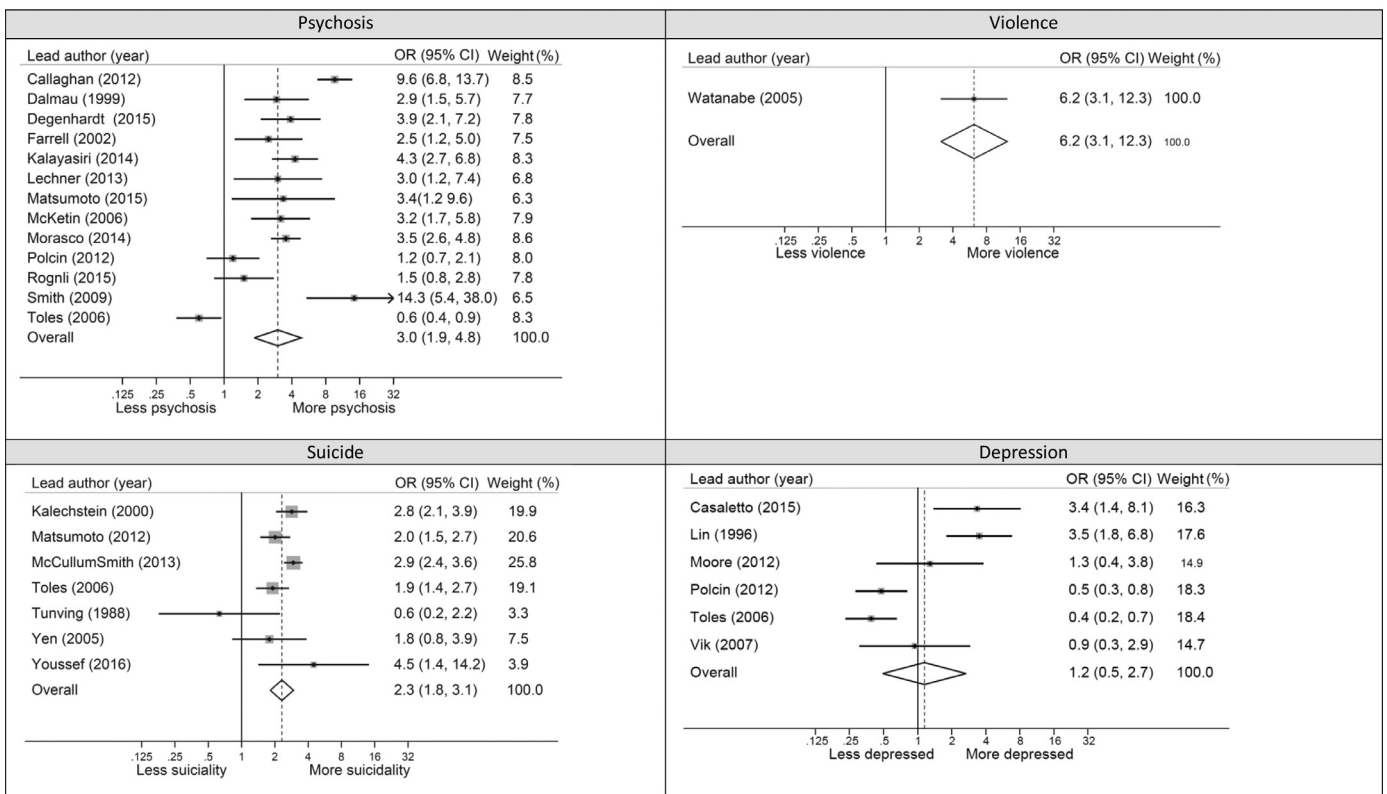 Psychosis
Lead author (year) OR (95% CI) Weight (%)
Callaghan (2012) 9.6 (6.8, 13.7) 8.5
Dalmau (1999) 2.9 (1.5, 5.7) 7.7
Degenhardt (2015) 3.9 (2.1, 7.2) 7.8
Farrell (2002) 2.5 (1.2, 5.0) 7.5
Kalayasiri (2014) 4.3 (2.7, 6.8) 8.3
Lechner (2013) 3.0 (1.2, 7.4) 6.8
Matsumoto (2015) 3.4(1.2 9.6) 6.3
McKetin (2006) 3.2 (1.7, 5.8) 7.9
Morasco (2014) 3.5 (2.6, 4.8) 8.6
Polcin (2012) 1.2 (0.7, 2.1) 8.0
Rognli (2015) 1.5 (0.8, 2.8) 7.8
Smith (2009) 14.3 (5.4, 38.0) 6.5
Toles (2006) 0.6 (0.4, 0.9) 8.3
Overall 3.0 (1.9, 4.8) 100.0
.125 .25 .5 1 2 4 8 16 32
Less psychosis More psychosis
Violence
Lead author (year) OR (95% CI) Weight (%)
Watanabe (2005) 6.2 (3.1, 12.3) 100.0
Overall 6.2 (3.1, 12.3) 100.0
.125 .25 .5 1 2 4 8 16 32
Less violence More violence
Suicide
Lead author (year) OR (95% CI) Weight (%)
Kalechstein (2000) 2.8 (2.1, 3.9) 19.9
Matsumoto (2012) 2.0 (1.5, 2.7) 20.6
McCullumSmith (2013) 2.9 (2.4, 3.6) 25.8
Toles (2006) 1.9 (1.4, 2.7) 19.1
Tunving (1988) 0.6 (0.2, 2.2) 3.3
Yen (2005) 1.8 (0.8, 3.9) 7.5
Youssef (2016) 4.5 (1.4, 14.2) 3.9
Overall 2.3 (1.8, 3.1) 100.0
.125 .25 .5 1 2 4 8 16 32
Less suiciality More suicidality
Depression
Lead author (year) OR (95% CI) Weight (%)
Casaletto (2015) 3.4 (1.4, 8.1) 16.3
Lin (1996) 3.5 (1.8, 6.8) 17.6
Moore (2012) 1.3 (0.4, 3.8) 14.9
Polcin (2012) 0.5 (0.3, 0.8) 18.3
Toles (2006) 0.4 (0.2, 0.7) 18.4
Vik (2007) 0.9 (0.3, 2.9) 14.7
Overall 1.2 (0.5, 2.7) 100.0
.125 .25 .5 1 2 4 8 16 32
Less depressed More depressed